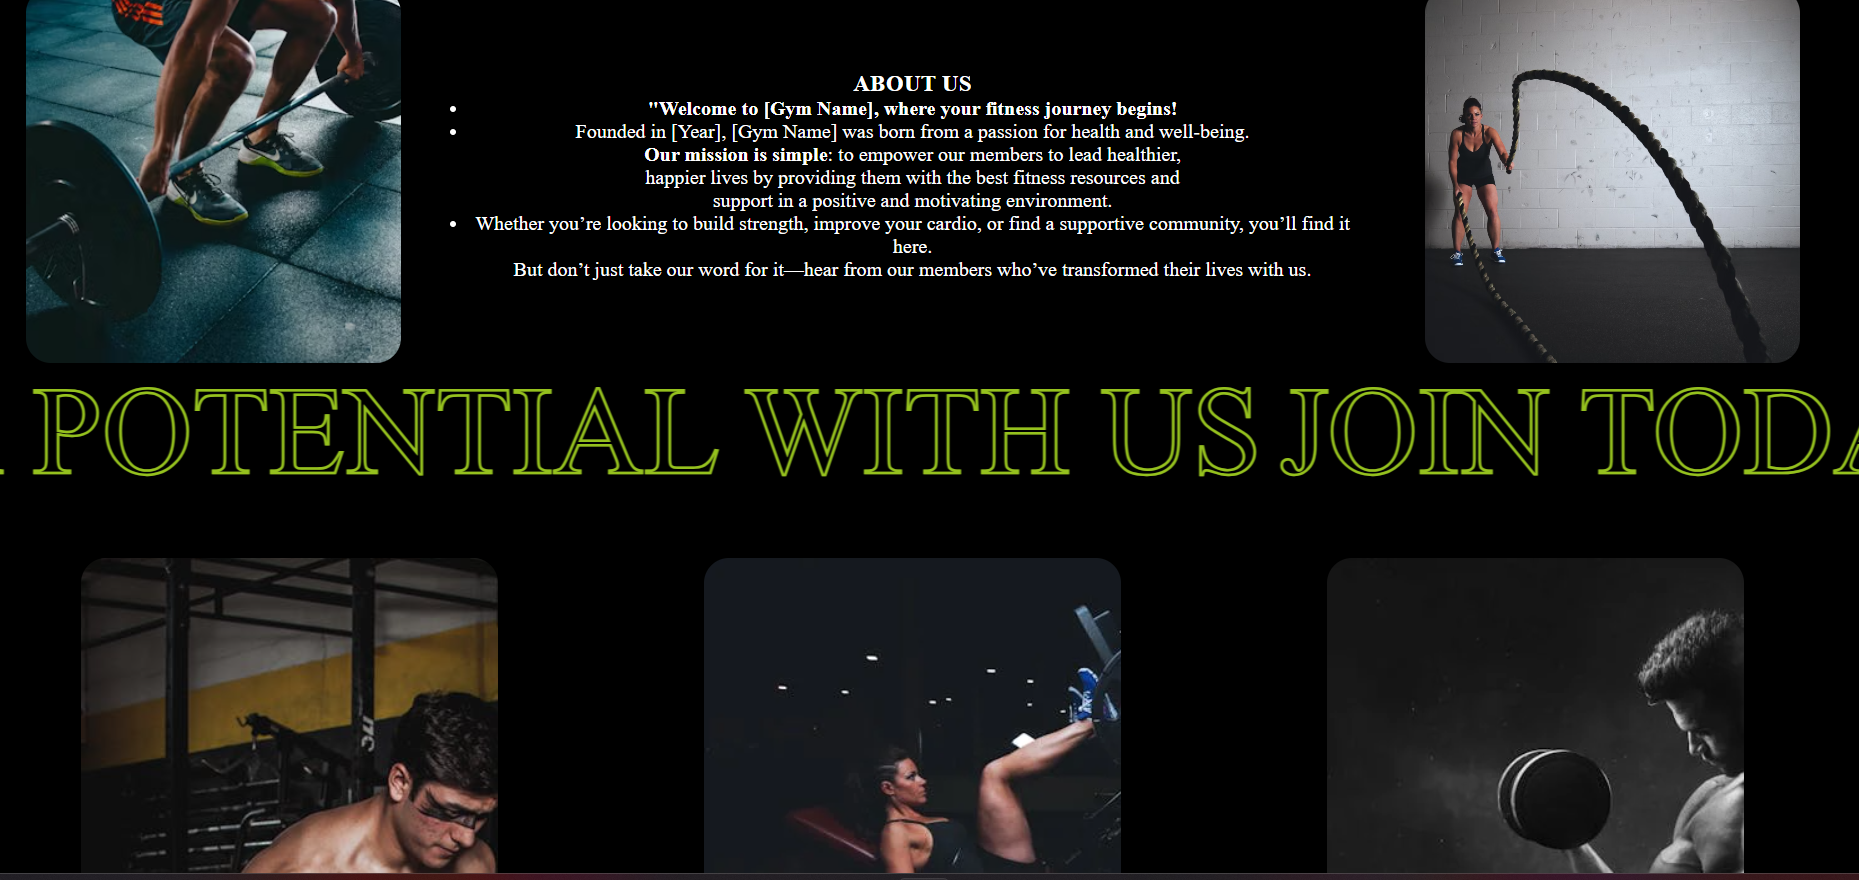 ABOUT US
• "Welcome to [Gym Name], where your fitness journey begins!
• Founded in [Year], [Gym Name] was born from a passion for health and well-being.
Our mission is simple: to empower our members to lead healthier,
happier lives by providing them with the best fitness resources and
support in a positive and motivating environment.
• Whether you’re looking to build strength, improve your cardio, or find a supportive community, you’ll find it
here.
But don’t just take our word for it—hear from our members who’ve transformed their lives with us.
POTENTIAL WITH US JOIN TODA